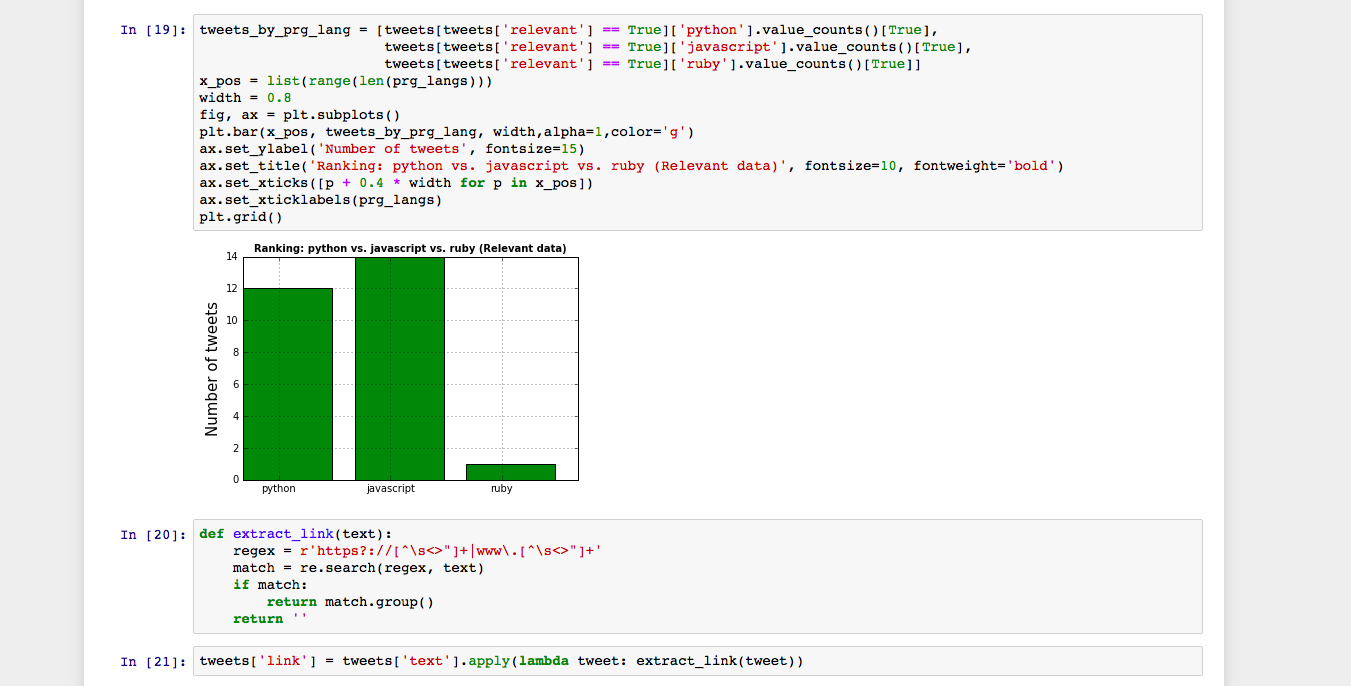 In [19]: tweets_by_prg_lang = [tweets[tweets['relevant'] == True]['python'].value_counts()[True],
                      tweets[tweets['relevant'] == True]['javascript'].value_counts()[True],
                      tweets[tweets['relevant'] == True]['ruby'].value_counts()[True]]
x_pos = list(range(len(prg_langs)))
width = 0.8
fig, ax = plt.subplots()
plt.bar(x_pos, tweets_by_prg_lang, width,alpha=1,color='g')
ax.set_ylabel('Number of tweets', fontsize=15)
ax.set_title('Ranking: python vs. javascript vs. ruby (Relevant data)', fontsize=10, fontweight='bold')
ax.set_xticks([p + 0.4 * width for p in x_pos])
ax.set_xticklabels(prg_langs)
plt.grid()
Ranking: python vs. javascript vs. ruby (Relevant data)
Number of tweets
14
12
10
8
6
4
2
0
python javascript ruby
In [20]: def extract_link(text):
    regex = r'https?://[^\s<>"]+|www\.[^\s<>"]+'
    match = re.search(regex, text)
    if match:
        return match.group()
    return ''
In [21]: tweets['link'] = tweets['text'].apply(lambda tweet: extract_link(tweet))